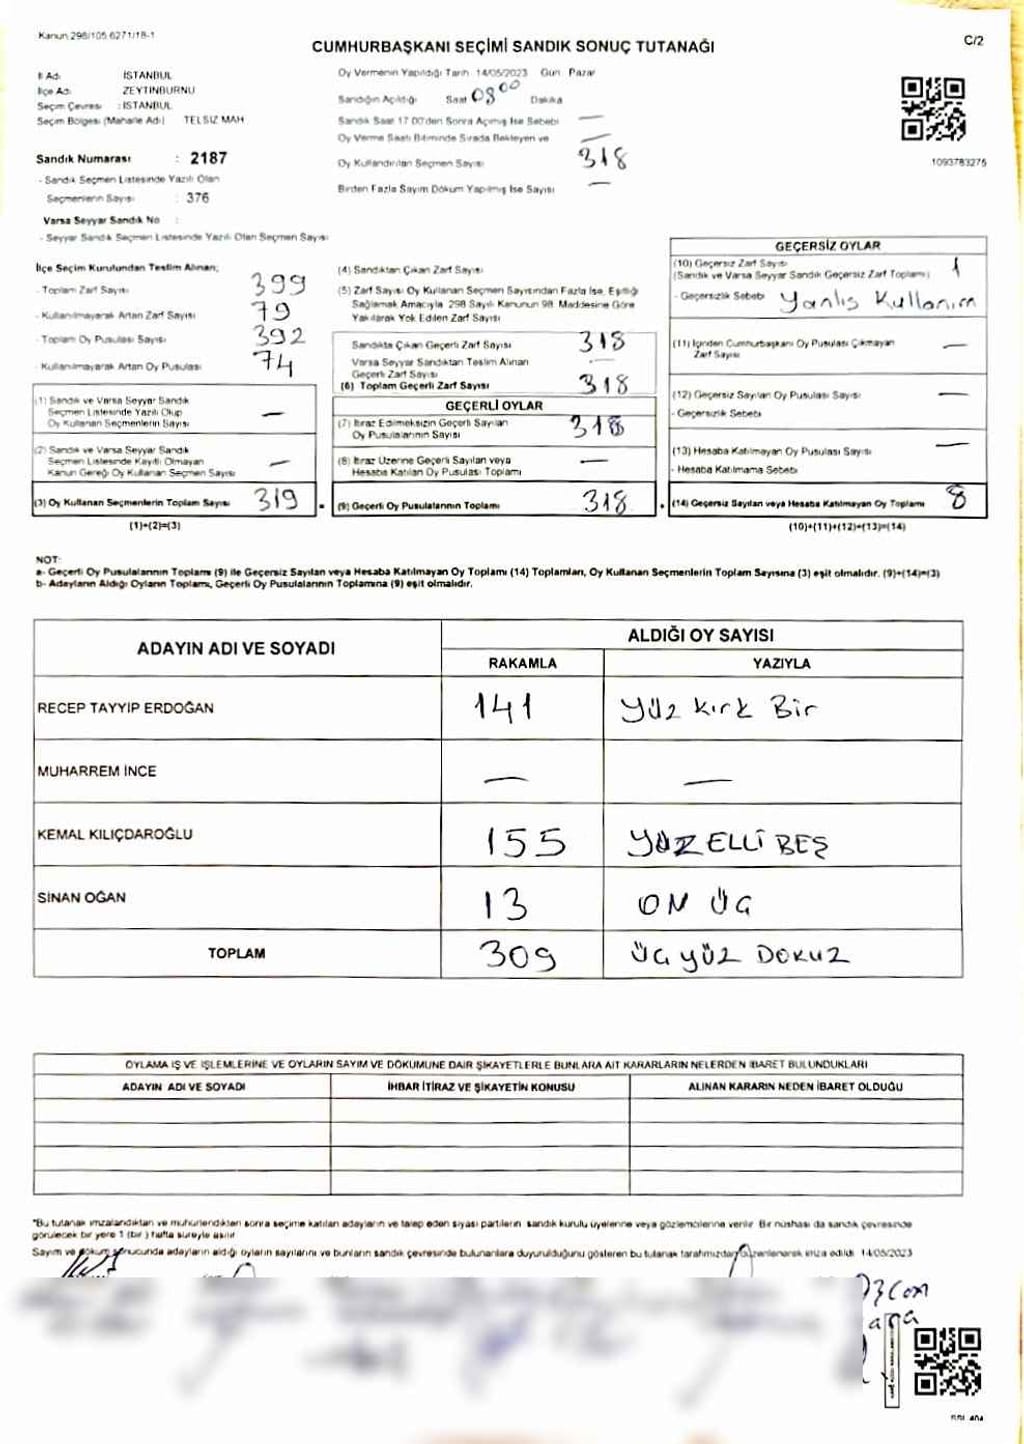 Kanun:298/105.6271/18-1
C/2
CUMHURBAŞKANI SEÇİMİ SANDIK SONUÇ TUTANAĞI
İl Adı İSTANBUL
İlçe Adı ZEYTİNBURNU
Seçim Çevresi : İSTANBUL
Seçim Bölgesi (Mahalle Adı) TELSİZ MAH
Sandık Numarası : 2187
- Sandık Seçmen Listesinde Yazılı Olan
Seçmenlerin Sayısı : 376
Varsa Seyyar Sandık No :
- Seyyar Sandık Seçmen Listesinde Yazılı Olan Seçmen Sayısı
Oy Vermenin Yapıldığı Tarih 14/05/2023 Gün Pazar
Sandığın Açıldığı Saat 08 00 Dakika
Sandık Saat 17.00'den Sonra Açılmış İse Sebebi —
Oy Verme Saati Bitiminde Sırada Bekleyen ve
Oy Kullandırılan Seçmen Sayısı 318
Birden Fazla Sayım Döküm Yapılmış İse Sayısı —
1093783275
İlçe Seçim Kurulundan Teslim Alınan;
- Toplam Zarf Sayısı 399
- Kullanılmayarak Artan Zarf Sayısı 79
- Toplam Oy Pusulası Sayısı 392
- Kullanılmayarak Artan Oy Pusulası 74
(1) Sandık ve Varsa Seyyar Sandık
Seçmen Listesinde Yazılı Olup
Oy Kullanan Seçmenlerin Sayısı —
(2) Sandık ve Varsa Seyyar Sandık
Seçmen Listesinde Kayıtlı Olmayan
Kanun Gereği Oy Kullanan Seçmen Sayısı —
(3) Oy Kullanan Seçmenlerin Toplam Sayısı 319
(1)+(2)=(3)
(4) Sandıktan Çıkan Zarf Sayısı
(5) Zarf Sayısı Oy Kullanan Seçmen Sayısından Fazla İse, Eşitliği
Sağlamak Amacıyla 298 Sayılı Kanunun 98. Maddesine Göre
Yakılarak Yok Edilen Zarf Sayısı
Sandıkta Çıkan Geçerli Zarf Sayısı 318
Varsa Seyyar Sandıktan Teslim Alınan
Geçerli Zarf Sayısı —
(6) Toplam Geçerli Zarf Sayısı 318
GEÇERLİ OYLAR
(7) İtiraz Edilmeksizin Geçerli Sayılan
Oy Pusulalarının Sayısı 318
(8) İtiraz Üzerine Geçerli Sayılan veya
Hesaba Katılan Oy Pusulası Toplamı —
(9) Geçerli Oy Pusulalarının Toplamı 318
GEÇERSİZ OYLAR
(10) Geçersiz Zarf Sayısı 1
(Sandık ve Varsa Seyyar Sandık Geçersiz Zarf Toplamı)
- Geçersizlik Sebebi Yanlış Kullanım
(11) İçinden Cumhurbaşkanı Oy Pusulası Çıkmayan
Zarf Sayısı —
(12) Geçersiz Sayılan Oy Pusulası Sayısı —
- Geçersizlik Sebebi
(13) Hesaba Katılmayan Oy Pusulası Sayısı —
- Hesaba Katılmama Sebebi
(14) Geçersiz Sayılan veya Hesaba Katılmayan Oy Toplamı 8
(10)+(11)+(12)+(13)=(14)
NOT:
a- Geçerli Oy Pusulalarının Toplamı (9) ile Geçersiz Sayılan veya Hesaba Katılmayan Oy Toplamı (14) Toplamları, Oy Kullanan Seçmenlerin Toplam Sayısına (3) eşit olmalıdır. (9)+(14)=(3)
b- Adayların Aldığı Oyların Toplamı, Geçerli Oy Pusulalarının Toplamına (9) eşit olmalıdır.
ADAYIN ADI VE SOYADI ALDIĞI OY SAYISI
RAKAMLA YAZIYLA
RECEP TAYYİP ERDOĞAN 141 Yüz Kırk Bir
MUHARREM İNCE — —
KEMAL KILIÇDAROĞLU 155 YÜZ ELLİ BEŞ
SİNAN OĞAN 13 ON ÜÇ
TOPLAM 309 ÜÇ YÜZ DOKUZ
OYLAMA İŞ VE İŞLEMLERİNE VE OYLARIN SAYIM VE DÖKÜMÜNE DAİR ŞİKAYETLERLE BUNLARA AİT KARARLARIN NELERDEN İBARET BULUNDUKLARI
ADAYIN ADI VE SOYADI İHBAR İTİRAZ VE ŞİKAYETİN KONUSU ALINAN KARARIN NEDEN İBARET OLDUĞU
*Bu tutanak imzalandıktan ve mühürlendikten sonra seçime katılan adayların ve talep eden siyasi partilerin sandık kurulu üyelerine veya gözlemcilerine verilir. Bir nüshası da sandık çevresinde
görülecek bir yere 1 (bir) hafta süreyle asılır
Sayım ve döküm sonucunda adayların aldığı oyların sayılarını ve bunların sandık çevresinde bulunanlara duyurulduğunu gösteren bu tutanak tarafımızdan düzenlenerek imza edildi 14/05/2023